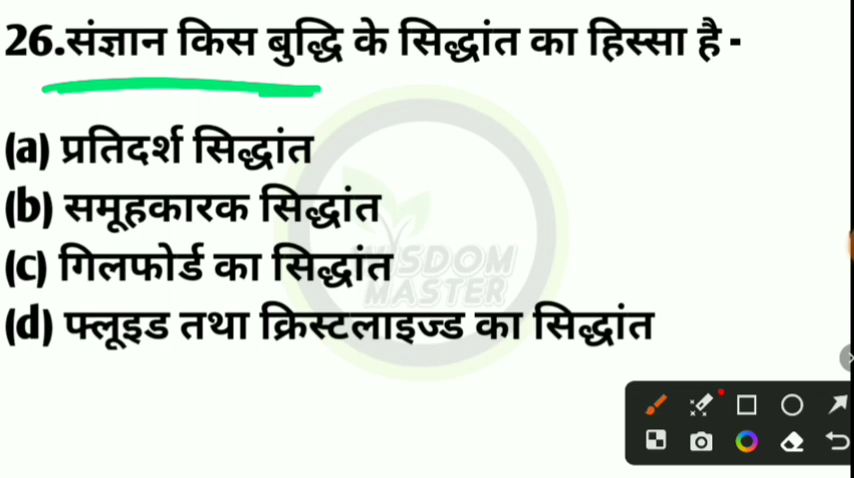 26.संज्ञान किस बुद्धि के सिद्धांत का हिस्सा है -
(a) प्रतिदर्श सिद्धांत
(b) समूहकारक सिद्धांत
(c) गिलफोर्ड का सिद्धांत
(d) फ्लूइड तथा क्रिस्टलाइज्ड का सिद्धांत
WISDOM
MASTER